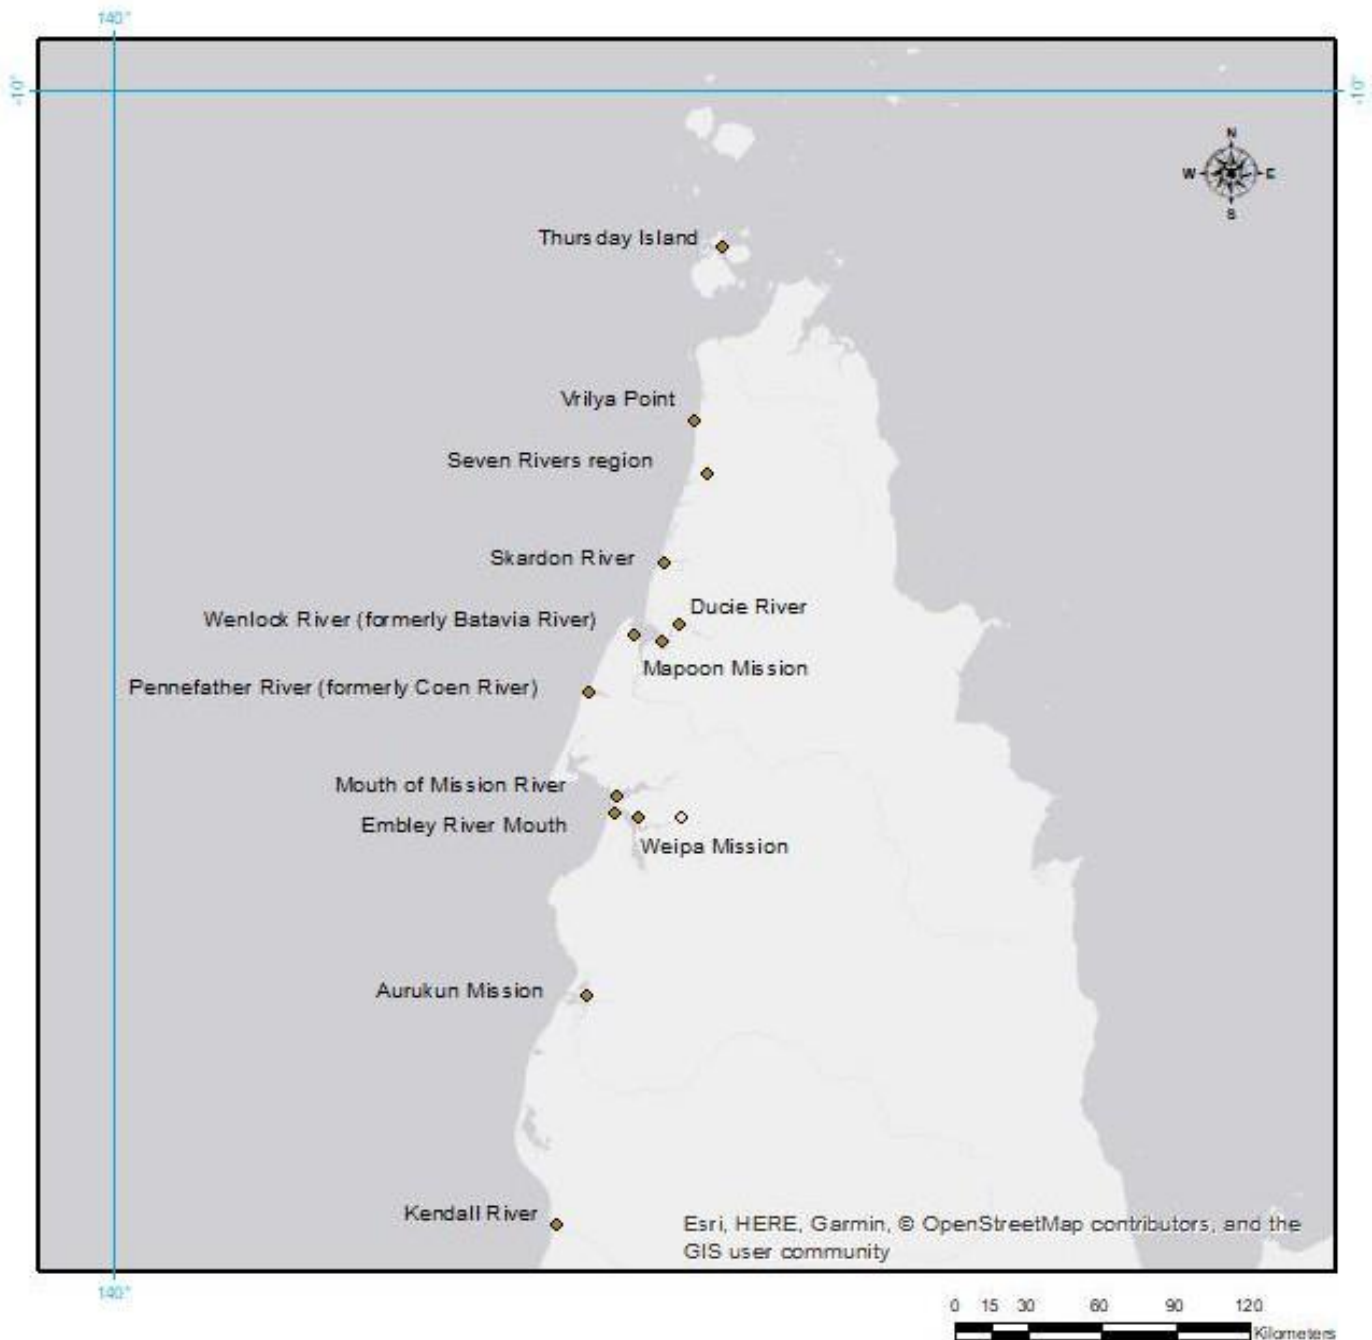 140°
-10°
-10°
N
W
E
S
Thursday Island
Vrilya Point
Seven Rivers region
Skardon River
Ducie River
Wenlock River (formerly Batavia River)
Mapoon Mission
Pennefather River (formerly Coen River)
Mouth of Mission River
Embley River Mouth
Weipa Mission
Aurukun Mission
Kendall River
Esri, HERE, Garmin, © OpenStreetMap contributors, and the
GIS user community
140°
0 15 30 60 90 120
Kilometers